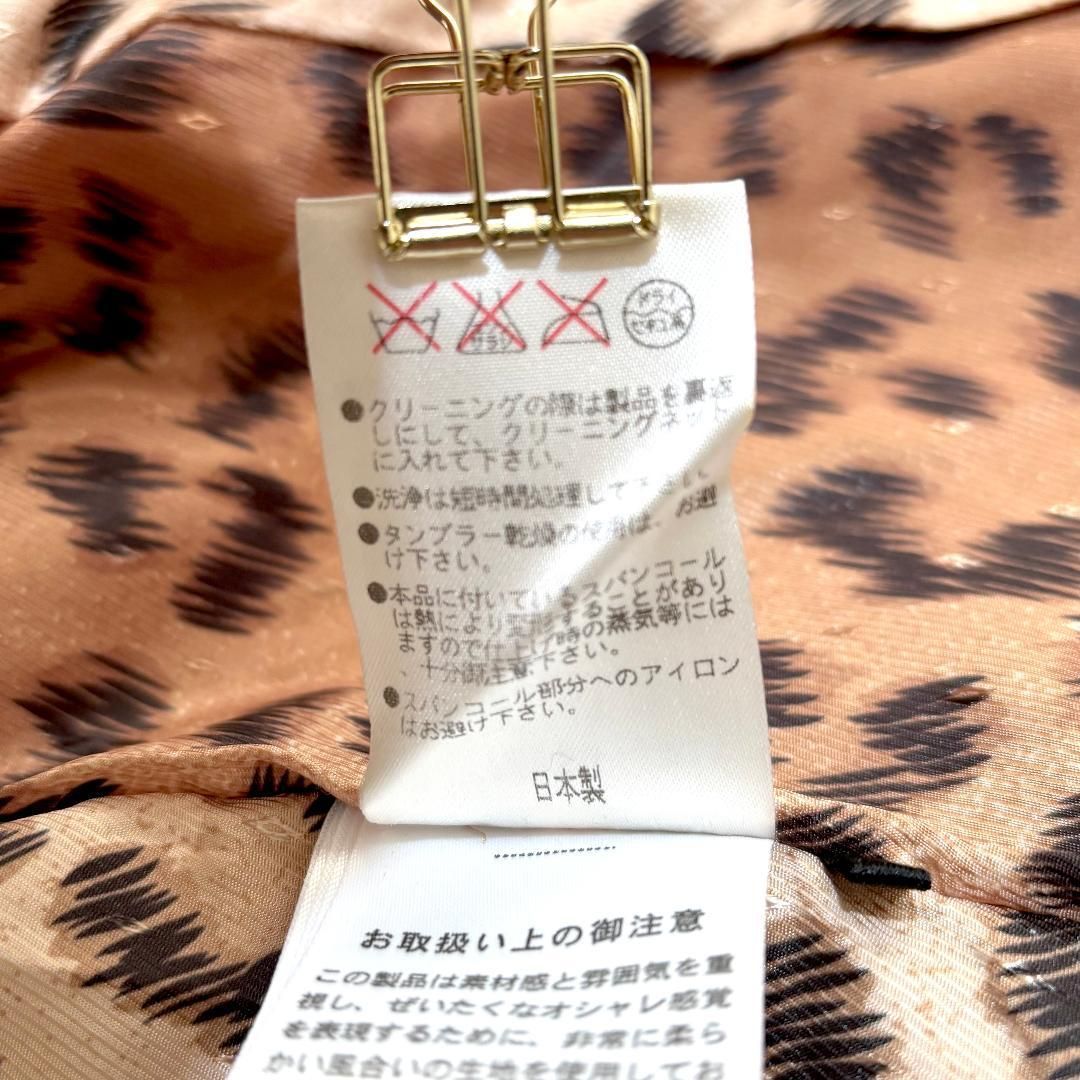 エンソ
サラシ
ドライ
セキユ系
●クリーニングの際は製品を裏返
しにして、クリーニングネット
に入れて下さい。
●洗浄は短時間処理して下さい
●タンブラー乾燥の使用は、お避
け下さい。
●本品に付いているスパンコール
は熱により変形することがあり
ますので仕上げ時の蒸気等には
、十分御注意下さい。
●スパンコール部分へのアイロン
はお避け下さい。
日本製
お取扱い上の御注意
この製品は素材感と雰囲気を重
視し、ぜいたくなオシャレ感覚
を表現するために、非常に柔ら
かい風合いの生地を使用してお